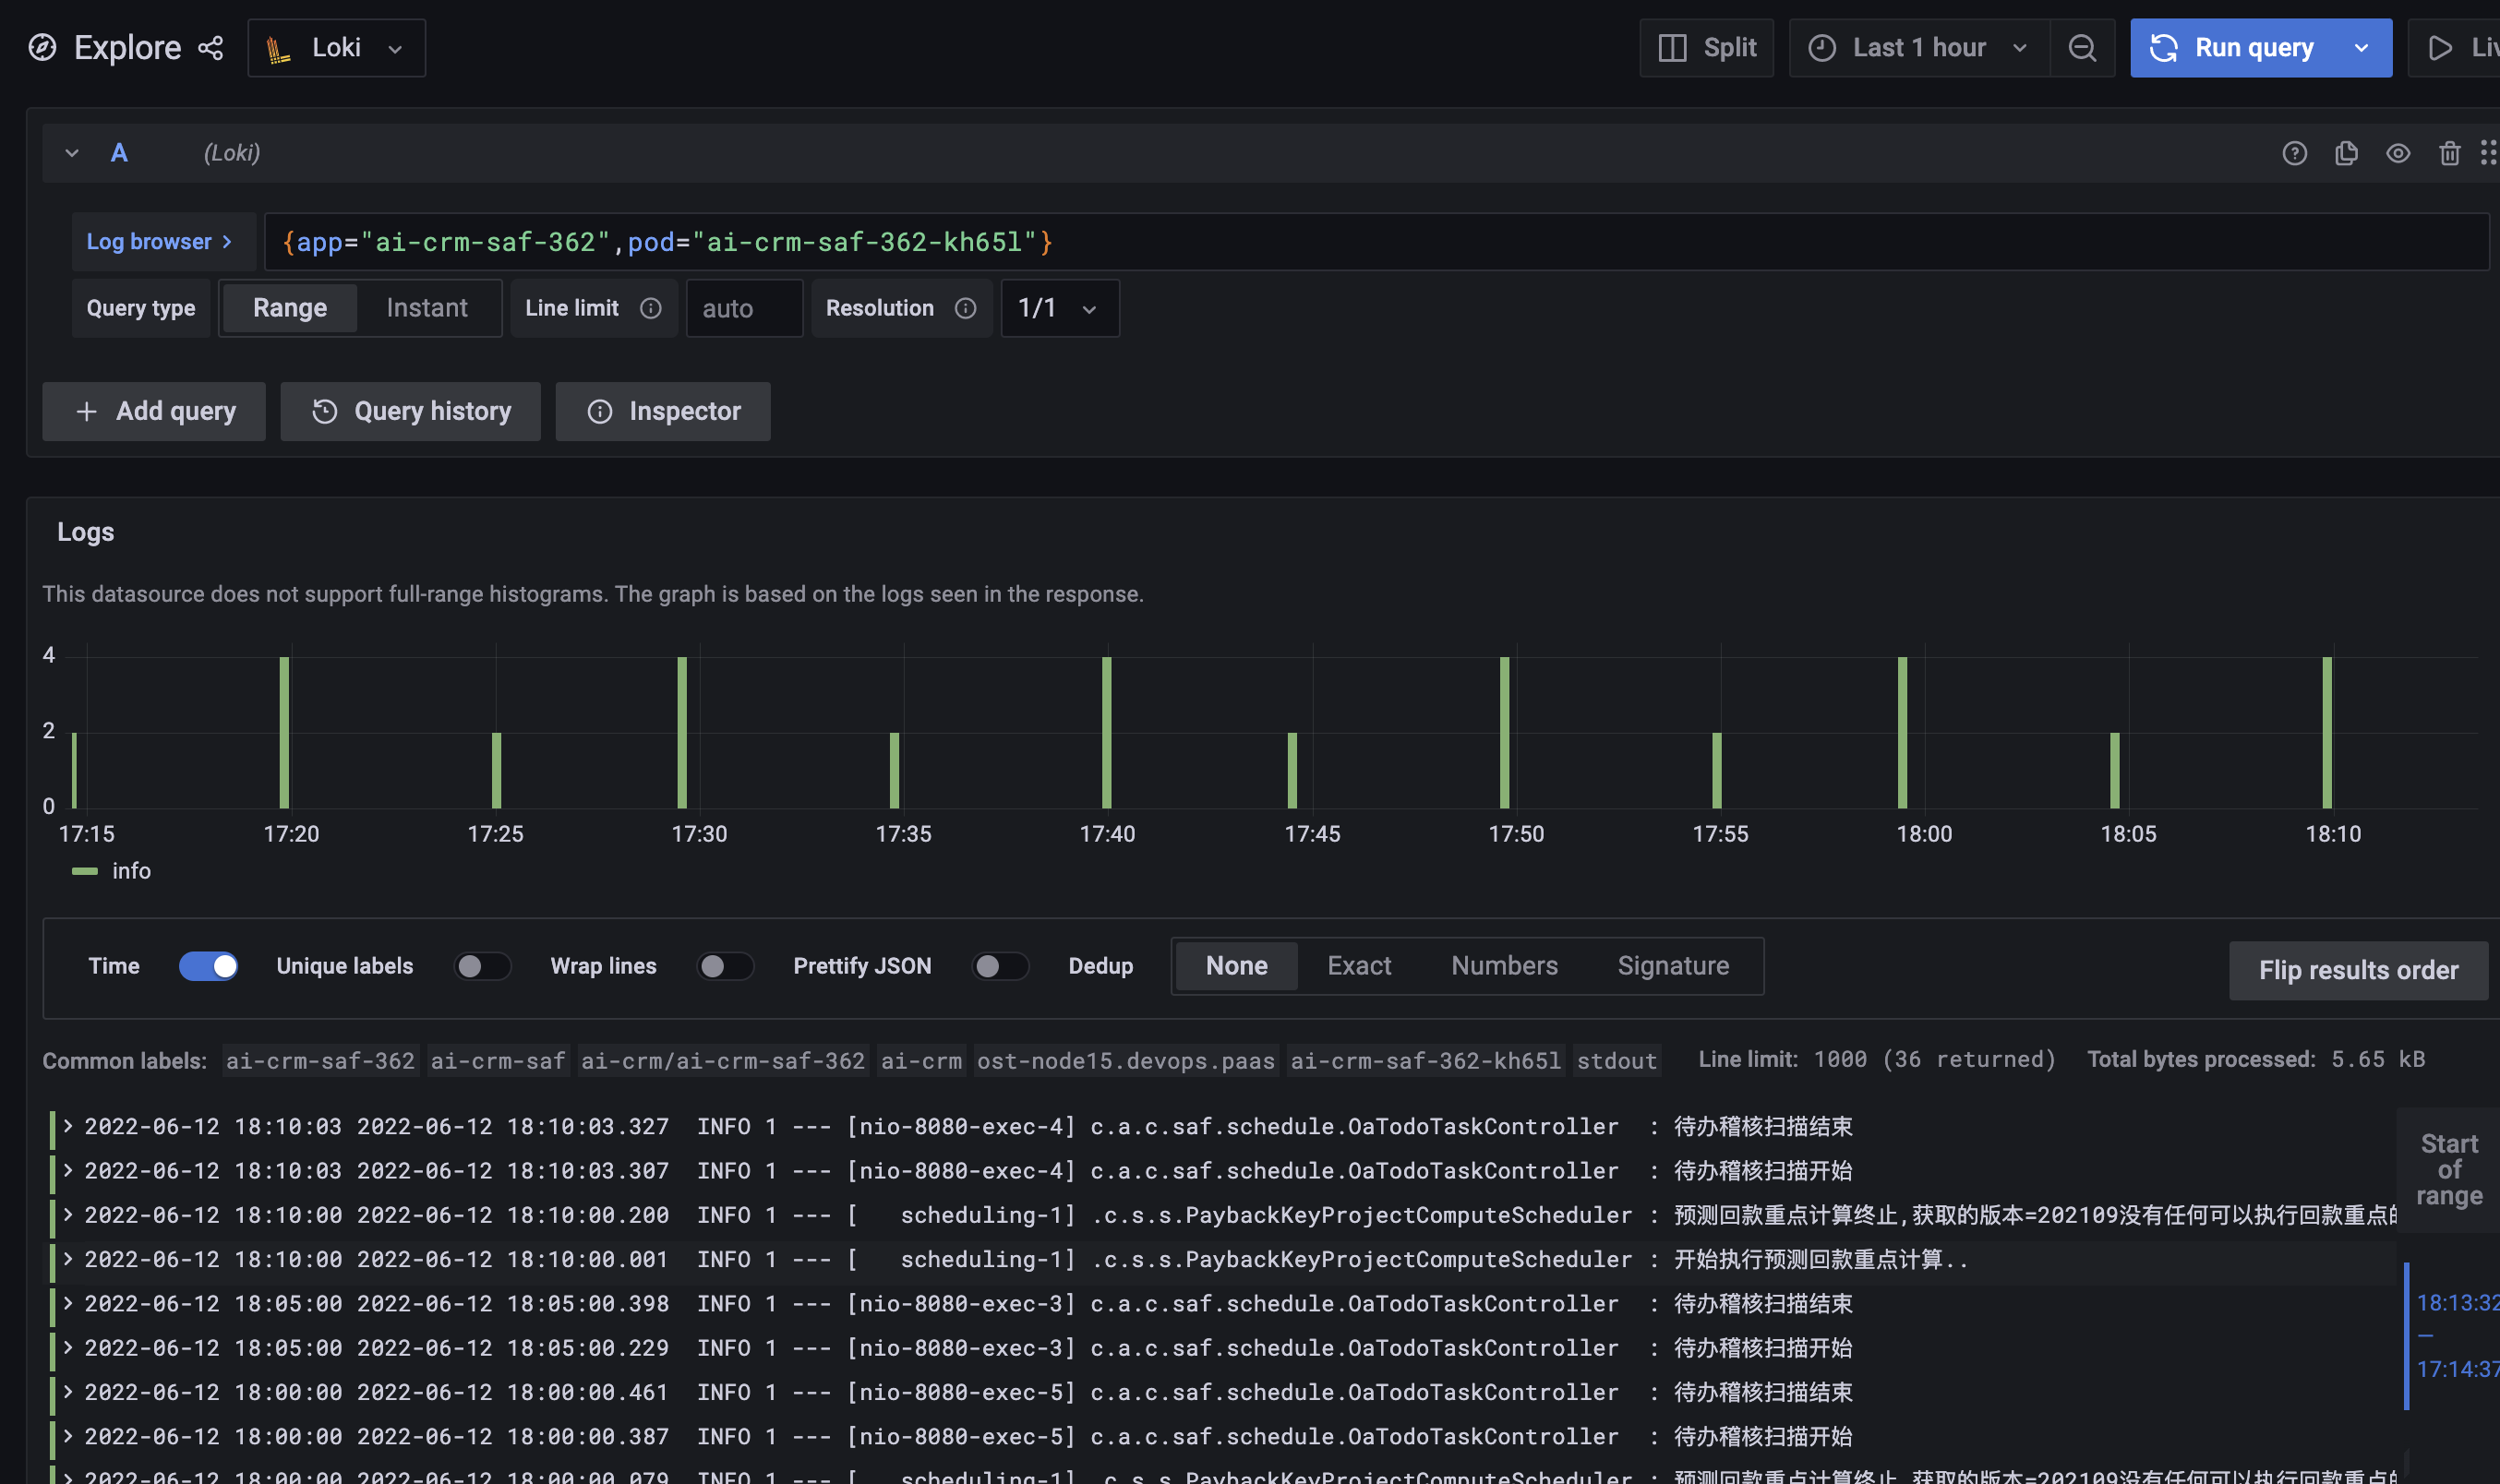 Explore Loki Split Last 1 hour Run query
A (Loki)
Log browser {app="ai-crm-saf-362",pod="ai-crm-saf-362-kh65l"}
Query type Range Instant Line limit auto Resolution 1/1
Add query Query history Inspector
Logs
This datasource does not support full-range histograms. The graph is based on the logs seen in the response.
4
2
0
17:15 17:20 17:25 17:30 17:35 17:40 17:45 17:50 17:55 18:00 18:05 18:10
info
Time Unique labels Wrap lines Prettify JSON Dedup None Exact Numbers Signature Flip results order
Common labels: ai-crm-saf-362 ai-crm-saf ai-crm/ai-crm-saf-362 ai-crm ost-node15.devops.paas ai-crm-saf-362-kh65l stdout Line limit: 1000 (36 returned) Total bytes processed: 5.65 kB
2022-06-12 18:10:03 2022-06-12 18:10:03.327 INFO 1 --- [nio-8080-exec-4] c.a.c.saf.schedule.OaTodoTaskController : 待办稽核扫描结束
2022-06-12 18:10:03 2022-06-12 18:10:03.307 INFO 1 --- [nio-8080-exec-4] c.a.c.saf.schedule.OaTodoTaskController : 待办稽核扫描开始
2022-06-12 18:10:00 2022-06-12 18:10:00.200 INFO 1 --- [ scheduling-1] .c.s.s.PaybackKeyProjectComputeScheduler : 预测回款重点计算终止,获取的版本=202109没有任何可以执行回款重点的
2022-06-12 18:10:00 2022-06-12 18:10:00.001 INFO 1 --- [ scheduling-1] .c.s.s.PaybackKeyProjectComputeScheduler : 开始执行预测回款重点计算..
2022-06-12 18:05:00 2022-06-12 18:05:00.398 INFO 1 --- [nio-8080-exec-3] c.a.c.saf.schedule.OaTodoTaskController : 待办稽核扫描结束
2022-06-12 18:05:00 2022-06-12 18:05:00.229 INFO 1 --- [nio-8080-exec-3] c.a.c.saf.schedule.OaTodoTaskController : 待办稽核扫描开始
2022-06-12 18:00:00 2022-06-12 18:00:00.461 INFO 1 --- [nio-8080-exec-5] c.a.c.saf.schedule.OaTodoTaskController : 待办稽核扫描结束
2022-06-12 18:00:00 2022-06-12 18:00:00.387 INFO 1 --- [nio-8080-exec-5] c.a.c.saf.schedule.OaTodoTaskController : 待办稽核扫描开始
2022-06-12 18:00:00 2022-06-12 18:00:00.079 INFO 1 --- [ scheduling-1] .c.s.s.PaybackKeyProjectComputeScheduler : 预测回款重点计算终止,获取的版本=202109没有任何可以执行回款重点的
Start
of
range
18:13:32
—
17:14:37